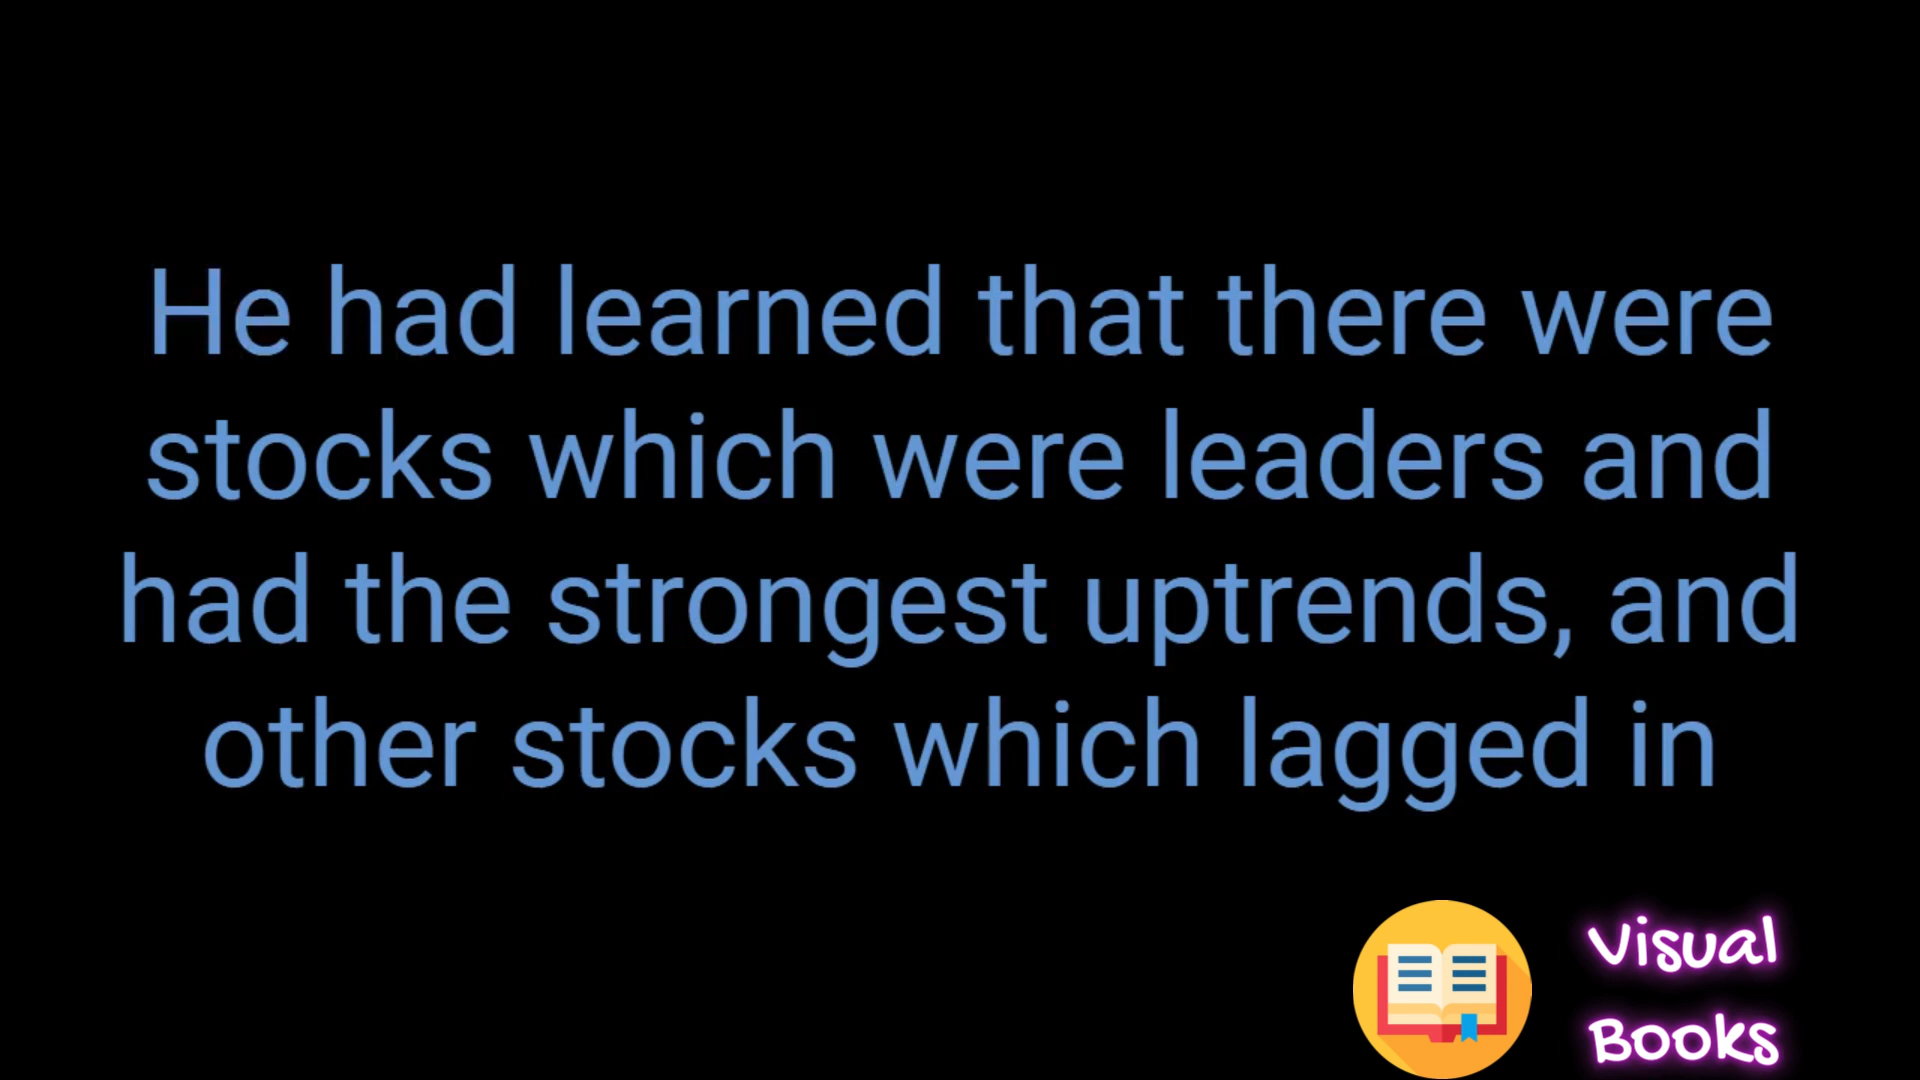 He had learned that there were
stocks which were leaders and
had the strongest uptrends, and
other stocks which lagged in
Visual
Books